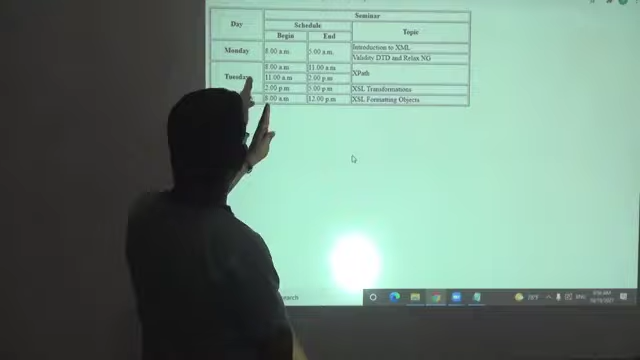 Day Seminar
Schedule Topic
Begin End
Monday 8.00 a.m. 5.00 a.m. Introduction to XML
Validity DTD and Relax NG
Tuesday 8.00 a.m. 11.00 a.m. XPath
11.00 a.m 2.00 p.m
2.00 p.m 5.00 p.m XSL Transformations
8.00 a.m 12.00 p.m XSL Formatting Objects
earch ENG